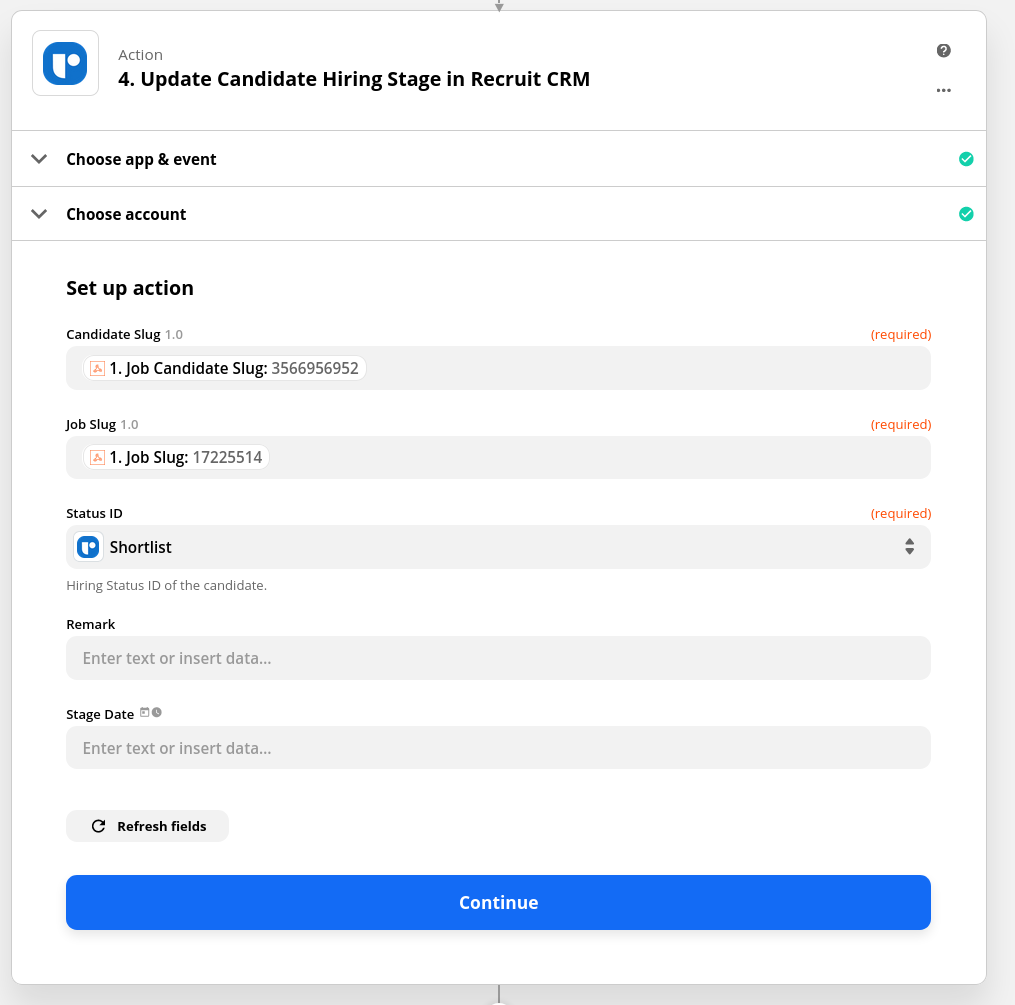 Action
4. Update Candidate Hiring Stage in Recruit CRM
Choose app & event
Choose account
Set up action
Candidate Slug 1.0 (required)
1. Job Candidate Slug: 3566956952
Job Slug 1.0 (required)
1. Job Slug: 17225514
Status ID (required)
Shortlist
Hiring Status ID of the candidate.
Remark
Enter text or insert data...
Stage Date
Enter text or insert data...
Refresh fields
Continue